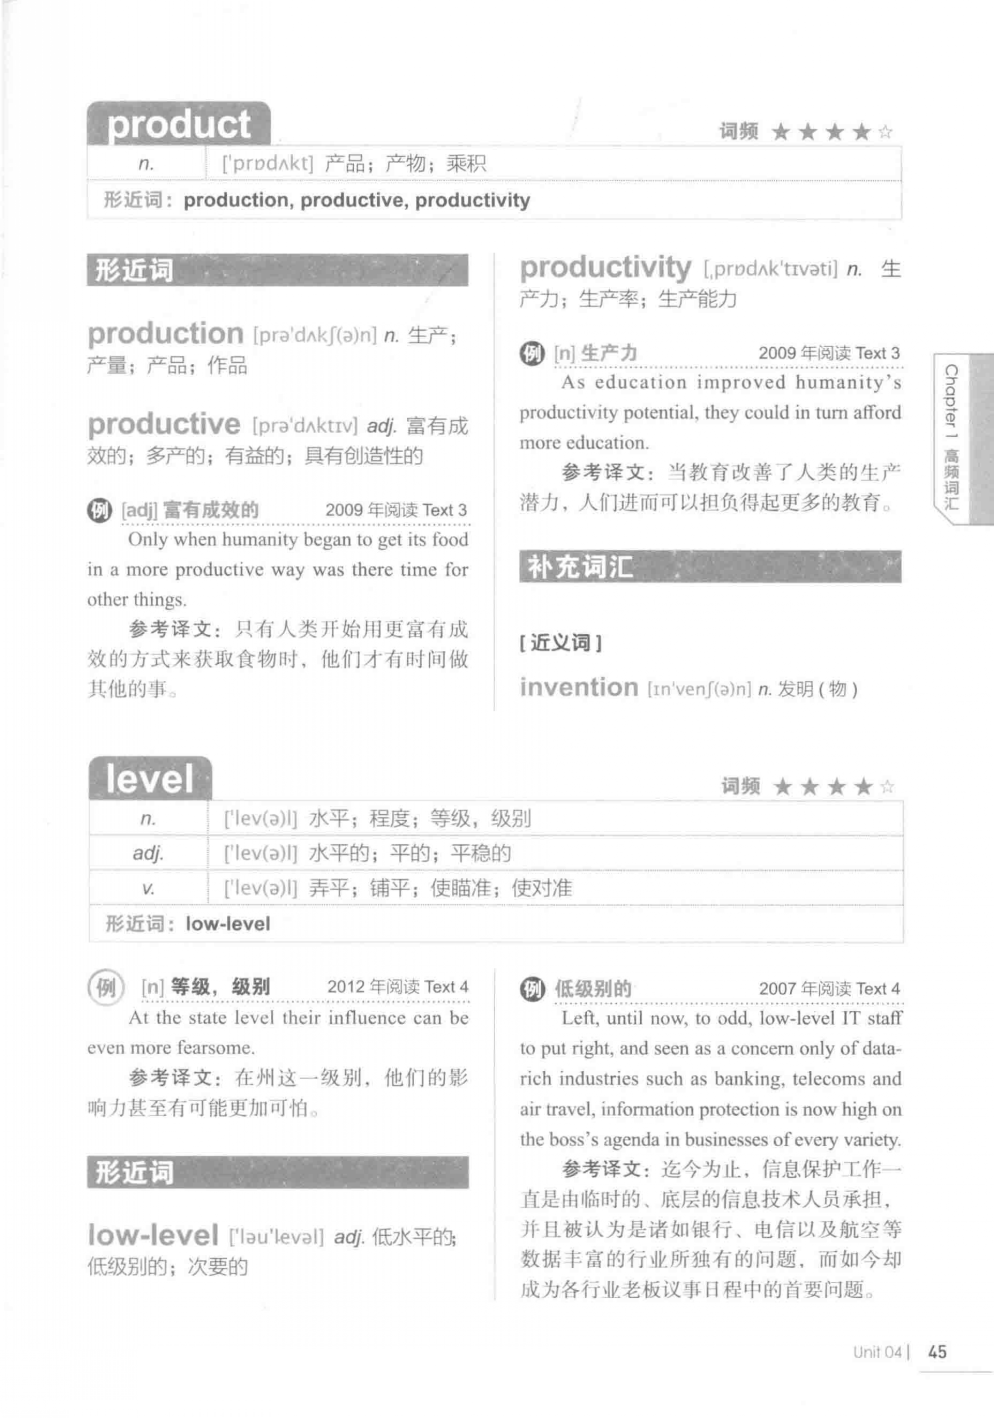 product
词频 ★★★★☆
n. ['prɒdʌkt] 产品；产物；乘积
形近词：production, productive, productivity
形近词
production [prə'dʌkʃ(ə)n] n. 生产；
产量；产品；作品
productive [prə'dʌktɪv] adj. 富有成
效的；多产的；有益的；具有创造性的
例 [adj] 富有成效的 2009 年阅读 Text 3
Only when humanity began to get its food
in a more productive way was there time for
other things.
参考译文：只有人类开始用更富有成
效的方式来获取食物时，他们才有时间做
其他的事。
productivity [ˌprɒdʌk'tɪvəti] n. 生
产力；生产率；生产能力
例 [n] 生产力 2009 年阅读 Text 3
As education improved humanity's
productivity potential, they could in turn afford
more education.
参考译文：当教育改善了人类的生产
潜力，人们进而可以担负得起更多的教育。
补充词汇
[近义词]
invention [ɪn'venʃ(ə)n] n. 发明（物）
Chapter 1 高频词汇
level
词频 ★★★★☆
n. ['lev(ə)l] 水平；程度；等级，级别
adj. ['lev(ə)l] 水平的；平的；平稳的
v. ['lev(ə)l] 弄平；铺平；使瞄准；使对准
形近词：low-level
例 [n] 等级，级别 2012 年阅读 Text 4
At the state level their influence can be
even more fearsome.
参考译文：在州这一级别，他们的影
响力甚至有可能更加可怕。
形近词
low-level ['ləu'levəl] adj. 低水平的;
低级别的；次要的
例 低级别的 2007 年阅读 Text 4
Left, until now, to odd, low-level IT staff
to put right, and seen as a concern only of data-
rich industries such as banking, telecoms and
air travel, information protection is now high on
the boss's agenda in businesses of every variety.
参考译文：迄今为止，信息保护工作一
直是由临时的、底层的信息技术人员承担，
并且被认为是诸如银行、电信以及航空等
数据丰富的行业所独有的问题，而如今却
成为各行业老板议事日程中的首要问题。
Unit 04 | 45